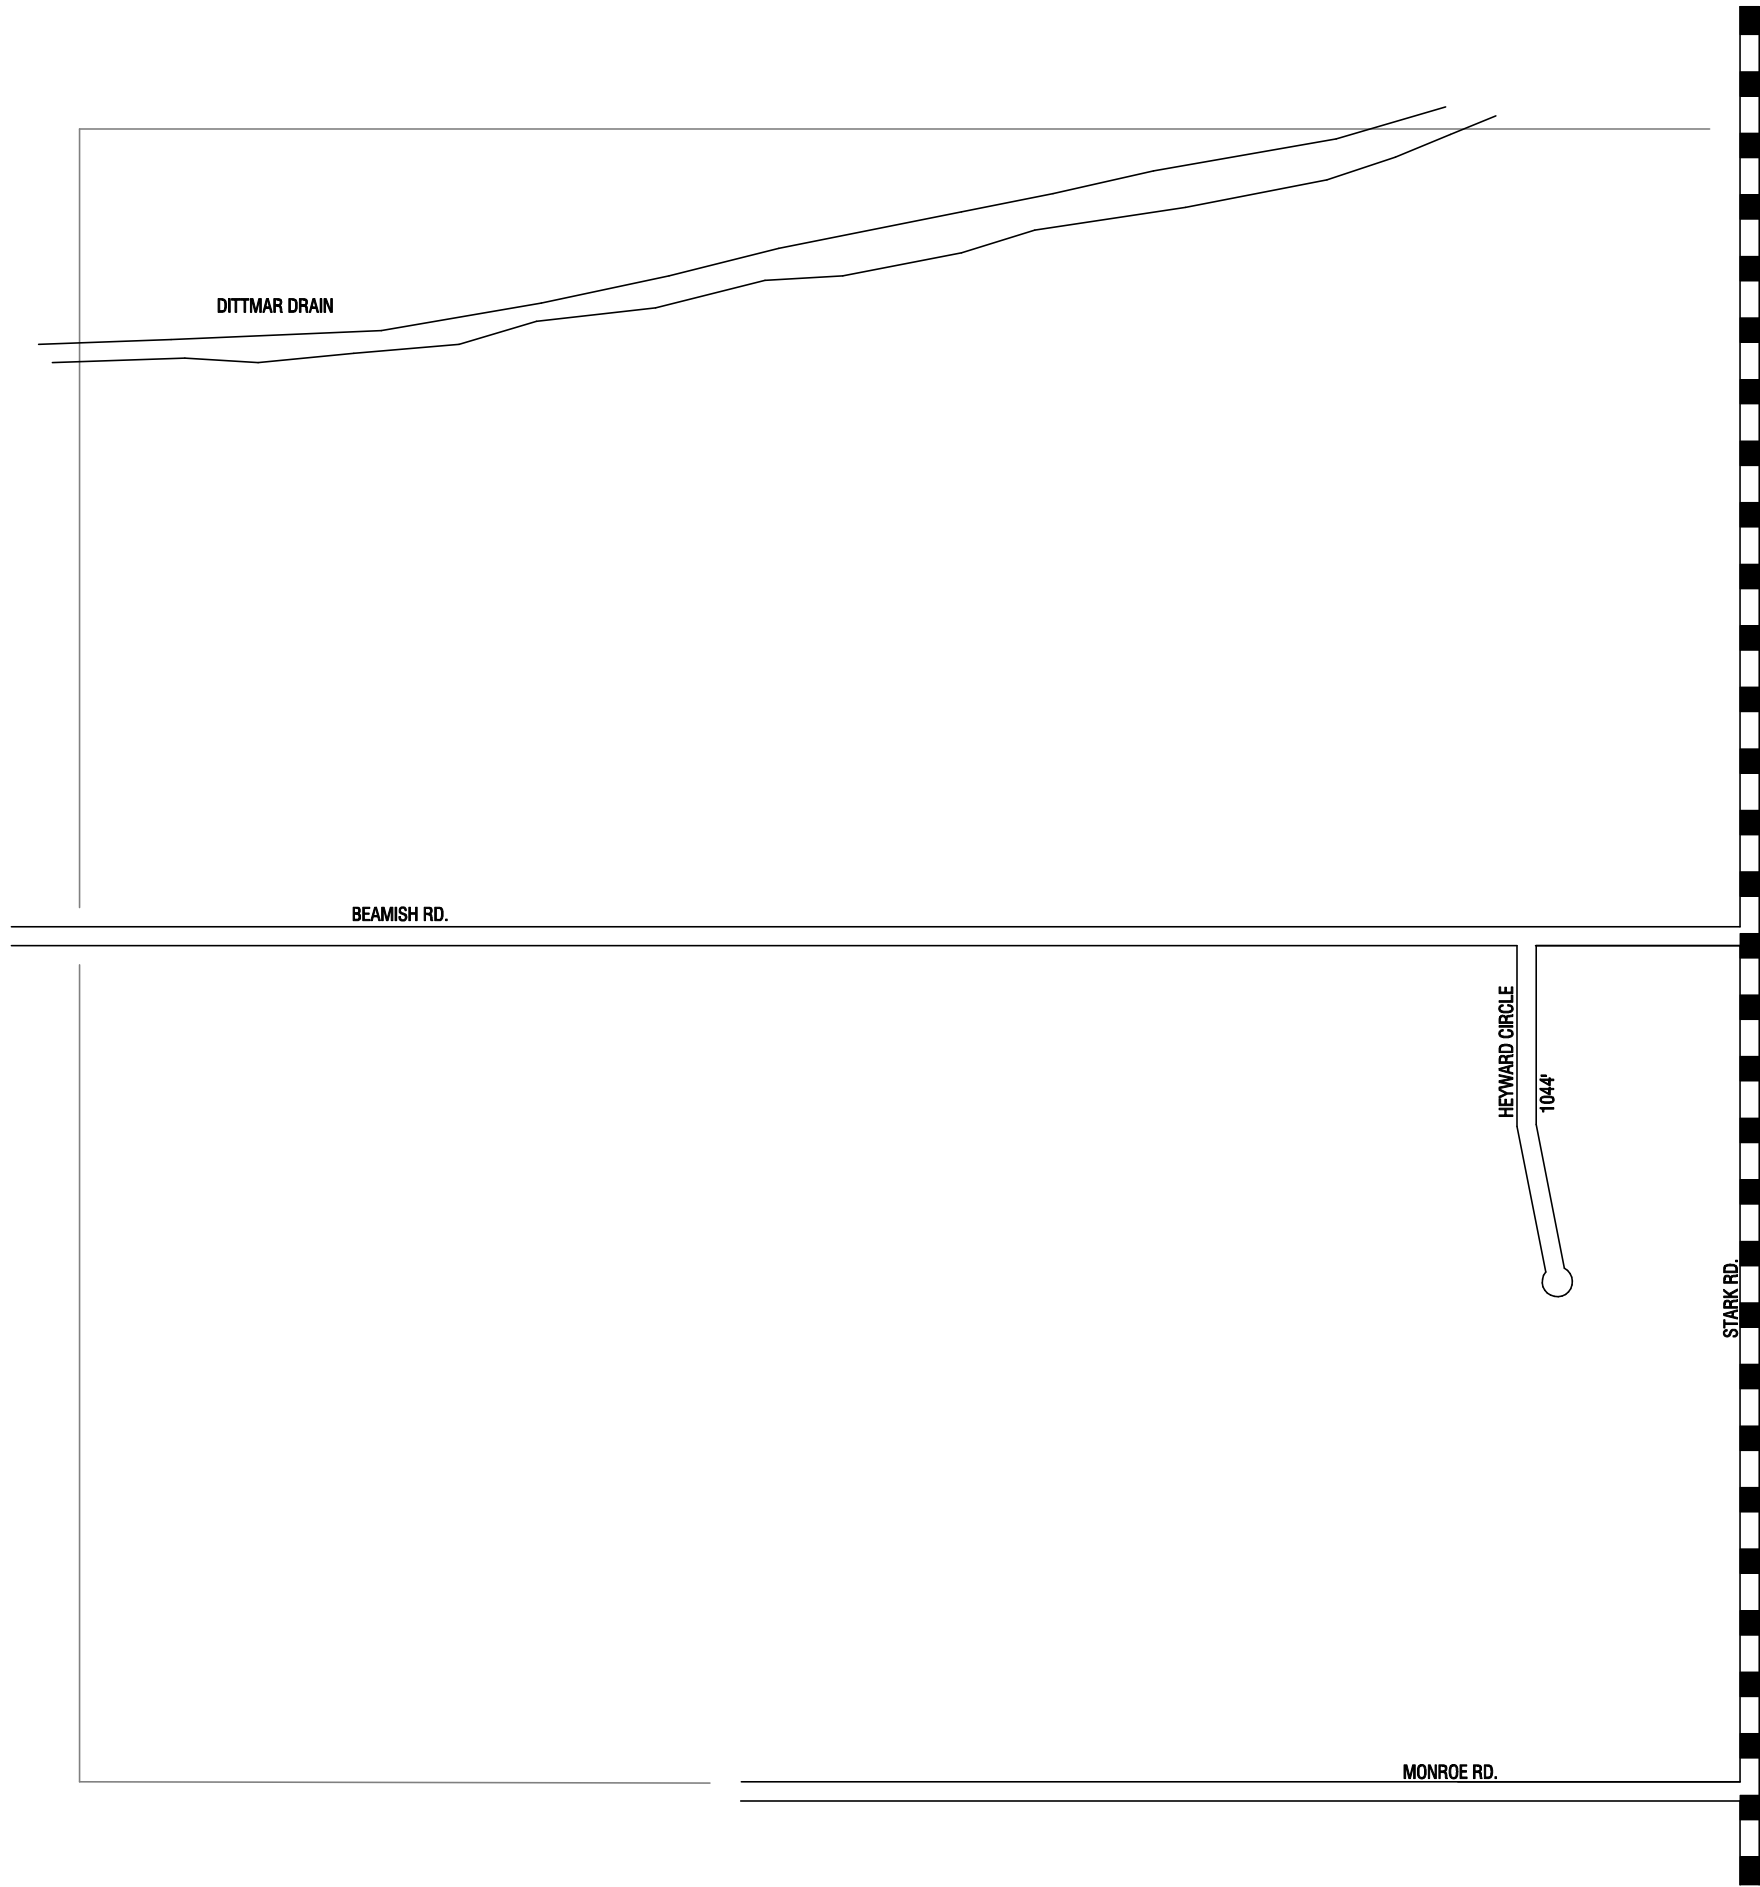 DITTMAR DRAIN
BEAMISH RD.
HEYWARD CIRCLE
1044'
STARK RD.
MONROE RD.